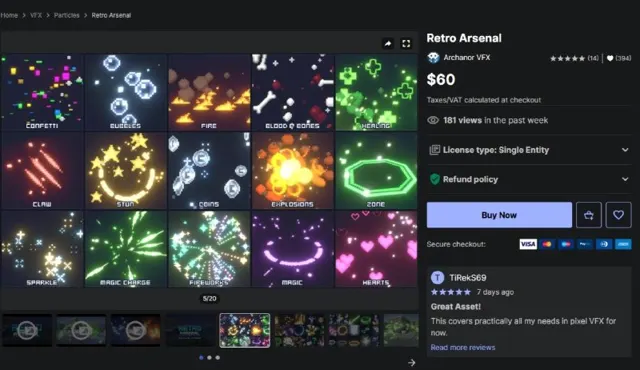 Home > VFX > Particles > Retro Arsenal
CONFETTI
BUBBLES
FIRE
BLOOD & BONES
HEALING
CLAW
STUN
COINS
EXPLOSIONS
ZONE
SPARKLE
MAGIC CHARGE
FIREWORKS
MAGIC
HEARTS
5/20
RETRO
Retro Arsenal
Archanor VFX
(14) | (394)
$60
Taxes/VAT calculated at checkout
181 views in the past week
License type: Single Entity
Refund policy
Buy Now
Secure checkout:
VISA
T TiRekS69
7 days ago
Great Asset!
This covers practically all my needs in pixel VFX for
now.
Read more reviews